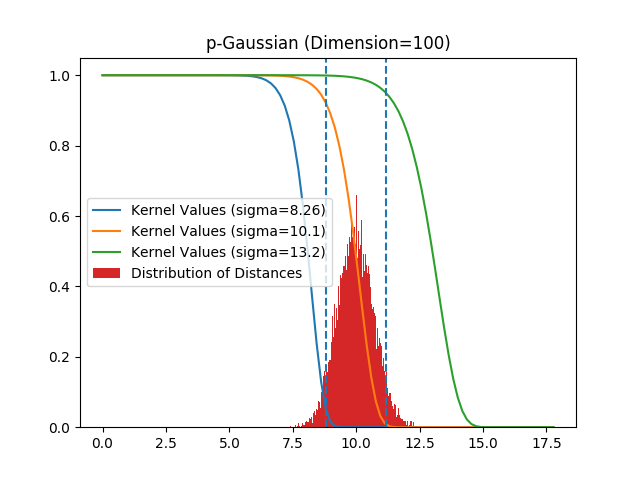 p-Gaussian (Dimension=100)
1.0
0.8
0.6
0.4
0.2
0.0
Kernel Values (sigma=8.26)
Kernel Values (sigma=10.1)
Kernel Values (sigma=13.2)
Distribution of Distances
0.0 2.5 5.0 7.5 10.0 12.5 15.0 17.5